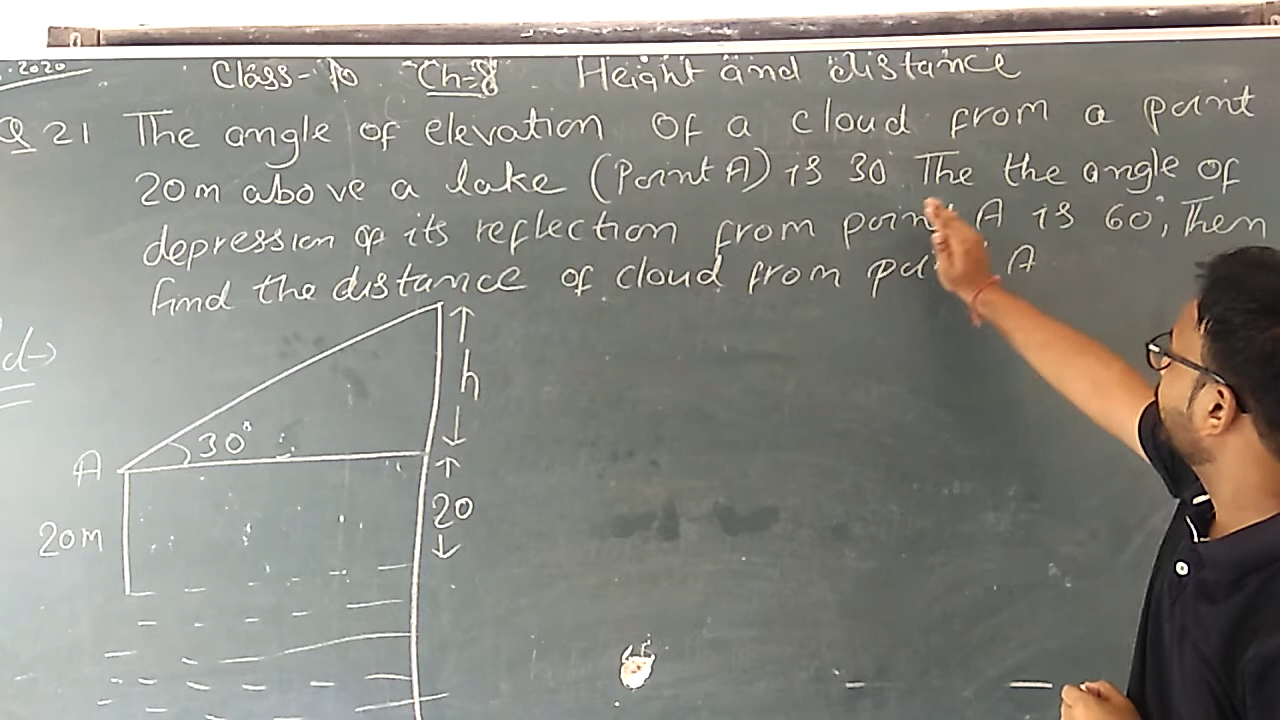 .2020
Class-10 Ch-8 Height and distance
Q 21 The angle of elevation of a cloud from a point
20m above a lake (Point A) is 30 The the angle of
depression of its reflection from point A is 60°, Then
find the distance of cloud from point A
h
30°
A
20
20m